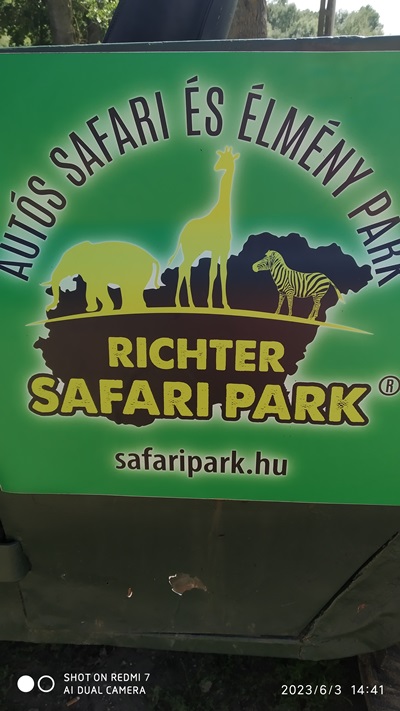 AUTÓS SAFARI ÉS ÉLMÉNY PARK
RICHTER
SAFARI PARK ®
safaripark.hu
SHOT ON REDMI 7
AI DUAL CAMERA
2023/6/3 14:41